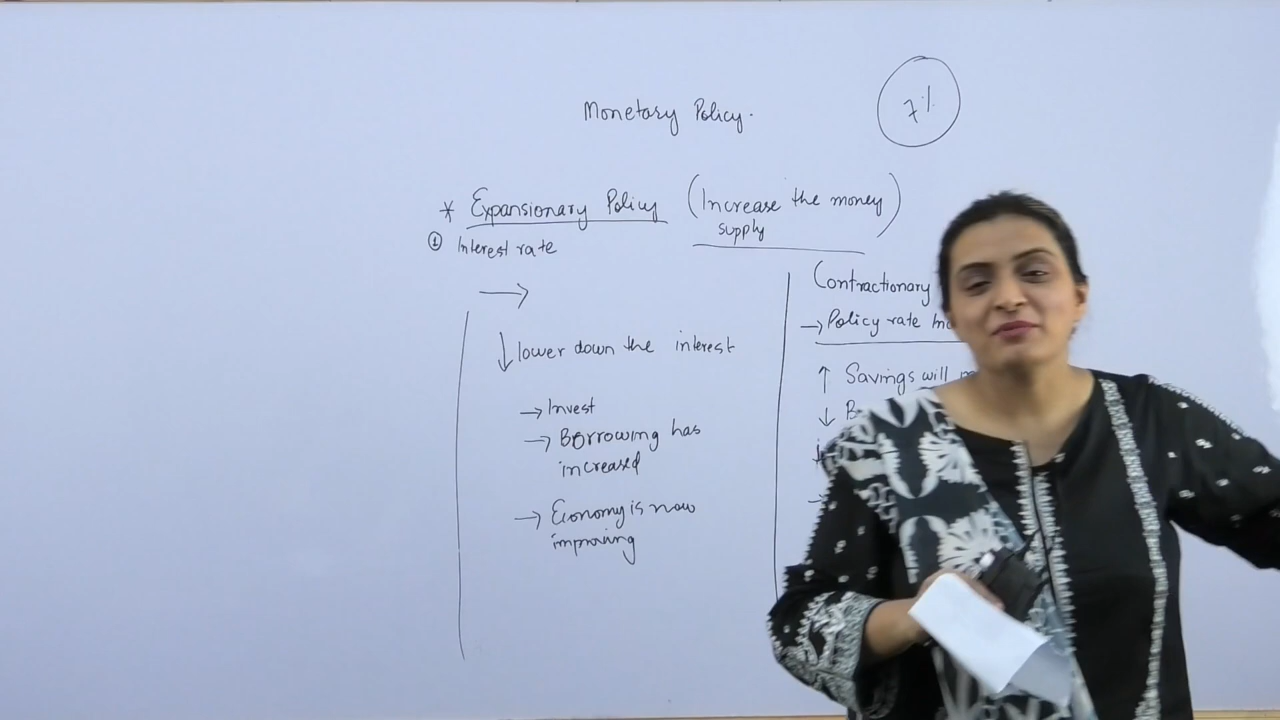 Monetary Policy.
7%
* Expansionary Policy (Increase the money
supply)
① Interest rate
→
↓ lower down the interest
→ Invest
→ Borrowing has
increased
→ Economy is now
improving
Contractionary
→ Policy rate
↑ Savings will
↓
↓
→